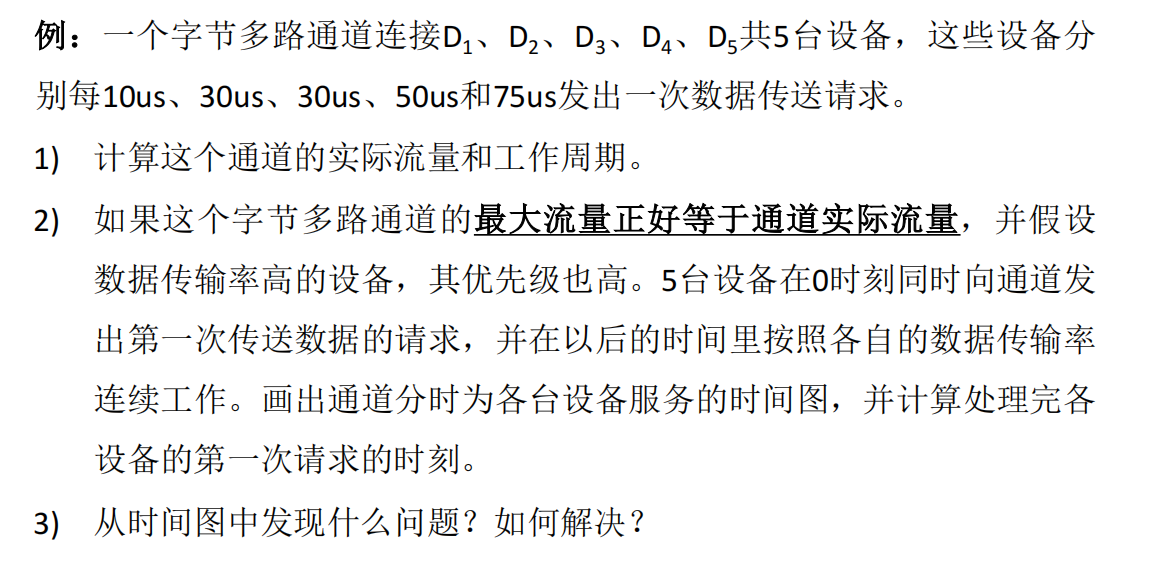 例：一个字节多路通道连接D₁、D₂、D₃、D₄、D₅共5台设备，这些设备分
别每10us、30us、30us、50us和75us发出一次数据传送请求。
1) 计算这个通道的实际流量和工作周期。
2) 如果这个字节多路通道的最大流量正好等于通道实际流量，并假设
数据传输率高的设备，其优先级也高。5台设备在0时刻同时向通道发
出第一次传送数据的请求，并在以后的时间里按照各自的数据传输率
连续工作。画出通道分时为各台设备服务的时间图，并计算处理完各
设备的第一次请求的时刻。
3) 从时间图中发现什么问题？如何解决？